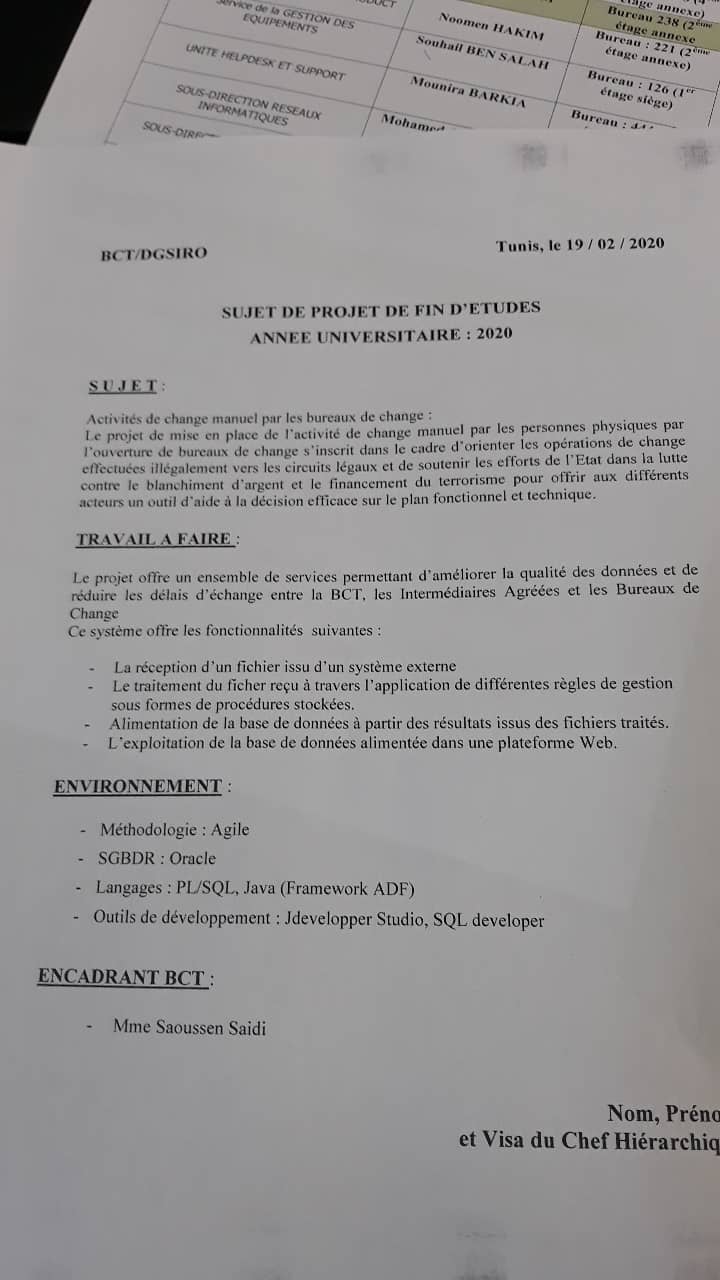 Service de la GESTION DES
EQUIPEMENTS
Noomen HAKIM
étage annexe)
Bureau 238 (2ème
étage annexe
Souhail BEN SALAH
Bureau : 221 (2ème
étage annexe)
UNITE HELPDESK ET SUPPORT
Mounira BARKIA
Bureau : 126 (1er
étage siège)
SOUS-DIRECTION RESEAUX
INFORMATIQUES
Mohamed
Bureau :
BCT/DGSIRO
Tunis, le 19 / 02 / 2020
SUJET DE PROJET DE FIN D'ETUDES
ANNEE UNIVERSITAIRE : 2020
SUJET :
Activités de change manuel par les bureaux de change :
Le projet de mise en place de l'activité de change manuel par les personnes physiques par
l'ouverture de bureaux de change s'inscrit dans le cadre d'orienter les opérations de change
effectuées illégalement vers les circuits légaux et de soutenir les efforts de l'Etat dans la lutte
contre le blanchiment d'argent et le financement du terrorisme pour offrir aux différents
acteurs un outil d'aide à la décision efficace sur le plan fonctionnel et technique.
TRAVAIL A FAIRE :
Le projet offre un ensemble de services permettant d'améliorer la qualité des données et de
réduire les délais d'échange entre la BCT, les Intermédiaires Agréées et les Bureaux de
Change
Ce système offre les fonctionnalités suivantes :
- La réception d'un fichier issu d'un système externe
- Le traitement du ficher reçu à travers l'application de différentes règles de gestion
sous formes de procédures stockées.
- Alimentation de la base de données à partir des résultats issus des fichiers traités.
- L'exploitation de la base de données alimentée dans une plateforme Web.
ENVIRONNEMENT :
- Méthodologie : Agile
- SGBDR : Oracle
- Langages : PL/SQL, Java (Framework ADF)
- Outils de développement : Jdevelopper Studio, SQL developer
ENCADRANT BCT :
- Mme Saoussen Saidi
Nom, Préno
et Visa du Chef Hiérarchiq